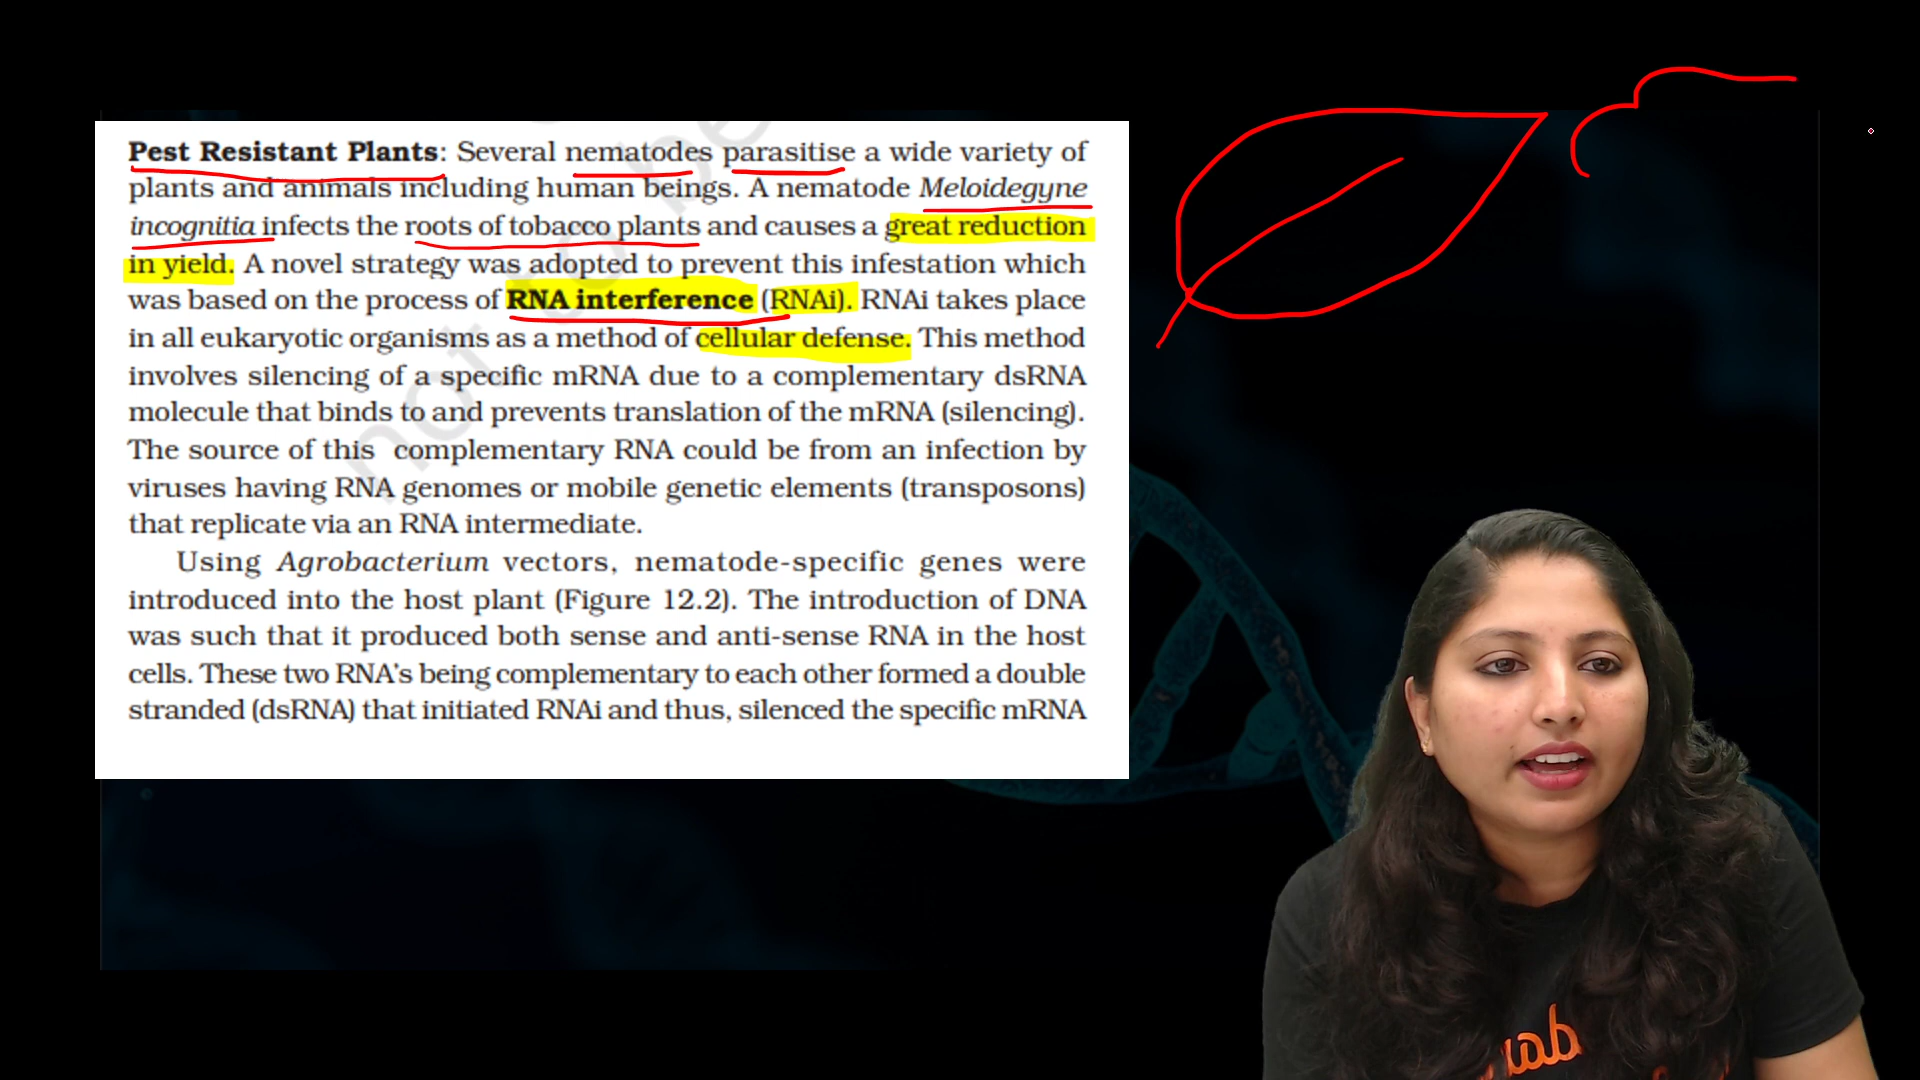 Pest Resistant Plants: Several nematodes parasitise a wide variety of
plants and animals including human beings. A nematode Meloidegyne
incognitia infects the roots of tobacco plants and causes a great reduction
in yield. A novel strategy was adopted to prevent this infestation which
was based on the process of RNA interference (RNAi). RNAi takes place
in all eukaryotic organisms as a method of cellular defense. This method
involves silencing of a specific mRNA due to a complementary dsRNA
molecule that binds to and prevents translation of the mRNA (silencing).
The source of this complementary RNA could be from an infection by
viruses having RNA genomes or mobile genetic elements (transposons)
that replicate via an RNA intermediate.
Using Agrobacterium vectors, nematode-specific genes were
introduced into the host plant (Figure 12.2). The introduction of DNA
was such that it produced both sense and anti-sense RNA in the host
cells. These two RNA's being complementary to each other formed a double
stranded (dsRNA) that initiated RNAi and thus, silenced the specific mRNA
not to be